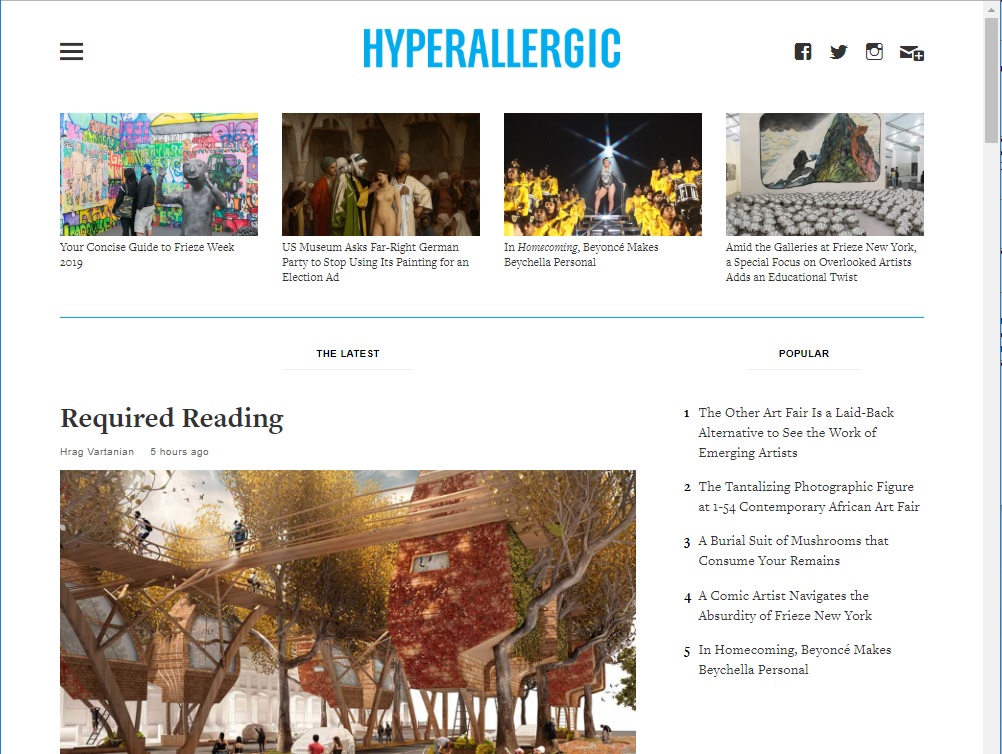 HYPERALLERGIC
Your Concise Guide to Frieze Week
2019
US Museum Asks Far-Right German
Party to Stop Using Its Painting for an
Election Ad
In Homecoming, Beyoncé Makes
Beychella Personal
Amid the Galleries at Frieze New York,
a Special Focus on Overlooked Artists
Adds an Educational Twist
THE LATEST
Required Reading
Hrag Vartanian 5 hours ago
POPULAR
1 The Other Art Fair Is a Laid-Back
Alternative to See the Work of
Emerging Artists
2 The Tantalizing Photographic Figure
at 1-54 Contemporary African Art Fair
3 A Burial Suit of Mushrooms that
Consume Your Remains
4 A Comic Artist Navigates the
Absurdity of Frieze New York
5 In Homecoming, Beyoncé Makes
Beychella Personal